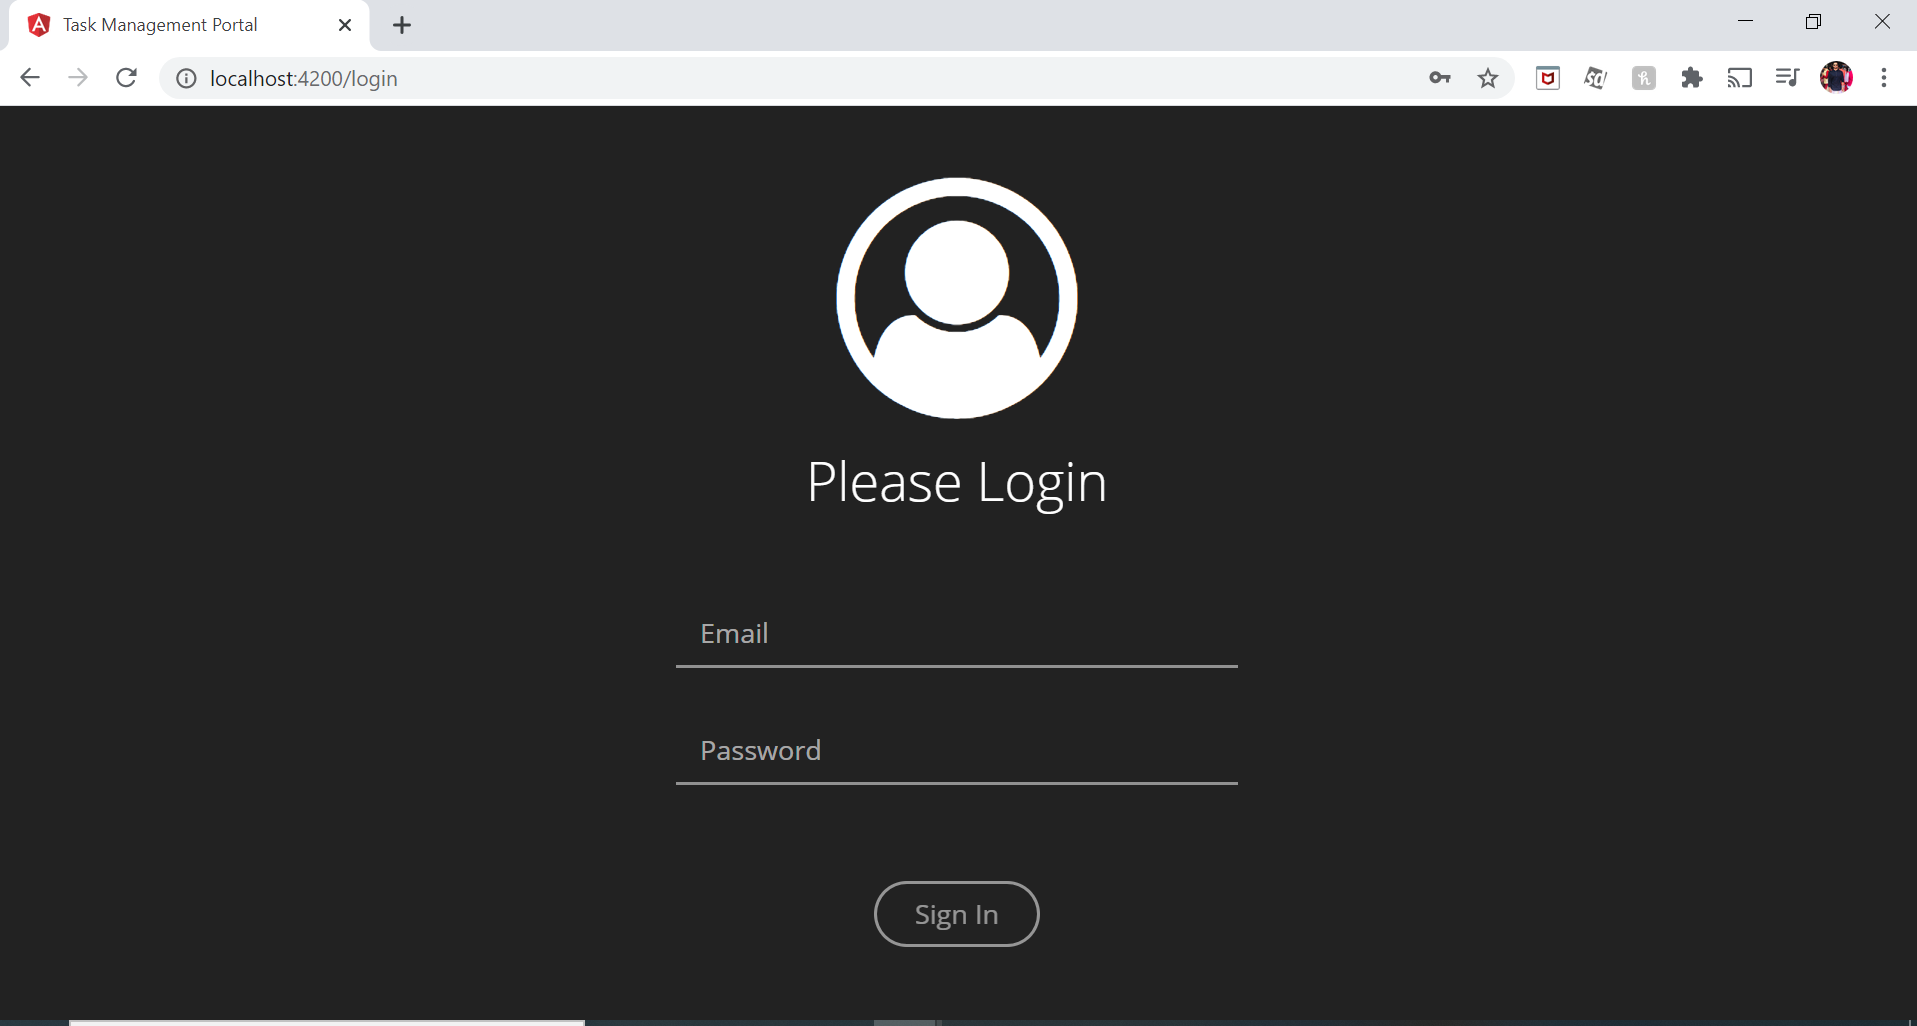 Task Management Portal
localhost:4200/login
Please Login
Email
Password
Sign In